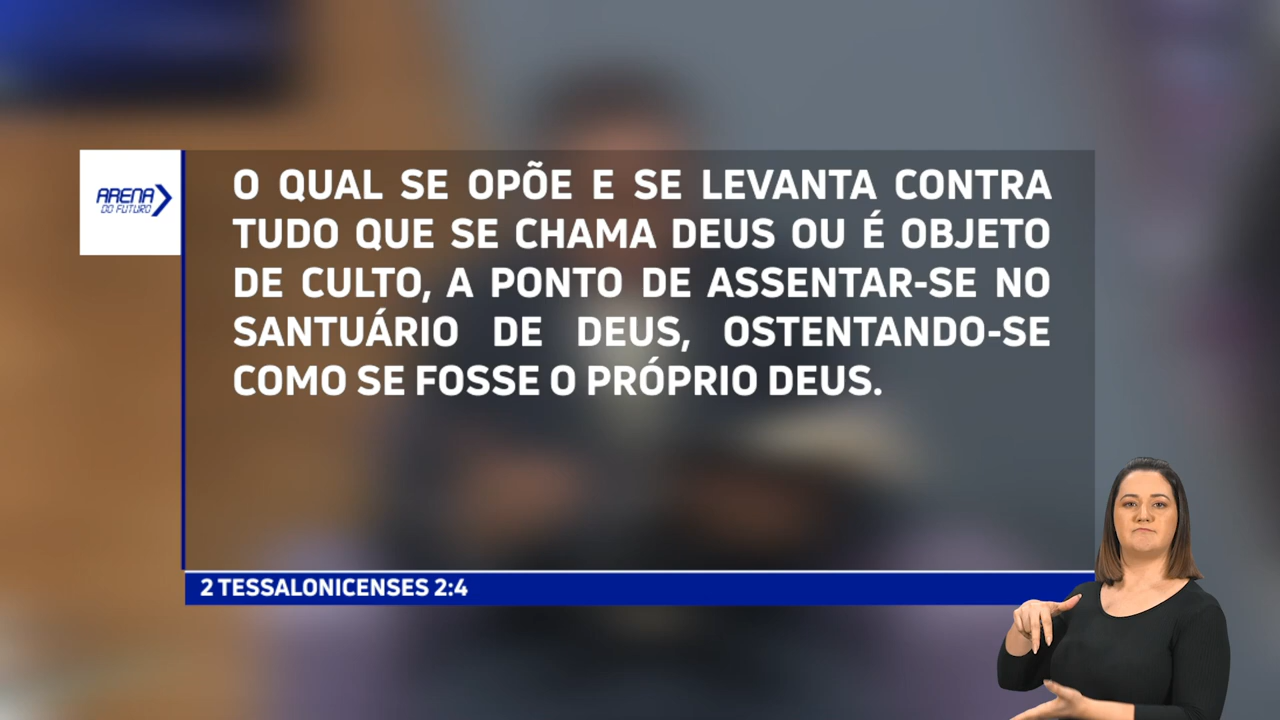 ARENA
DO FUTURO
O QUAL SE OPÕE E SE LEVANTA CONTRA
TUDO QUE SE CHAMA DEUS OU É OBJETO
DE CULTO, A PONTO DE ASSENTAR-SE NO
SANTUÁRIO DE DEUS, OSTENTANDO-SE
COMO SE FOSSE O PRÓPRIO DEUS.
2 TESSALONICENSES 2:4